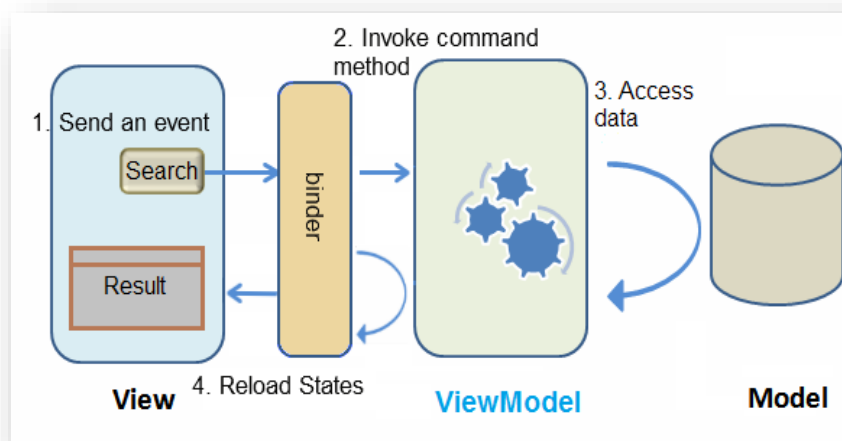 2. Invoke command
method
3. Access
data
1. Send an event
Search
binder
Result
4. Reload States
View
ViewModel
Model